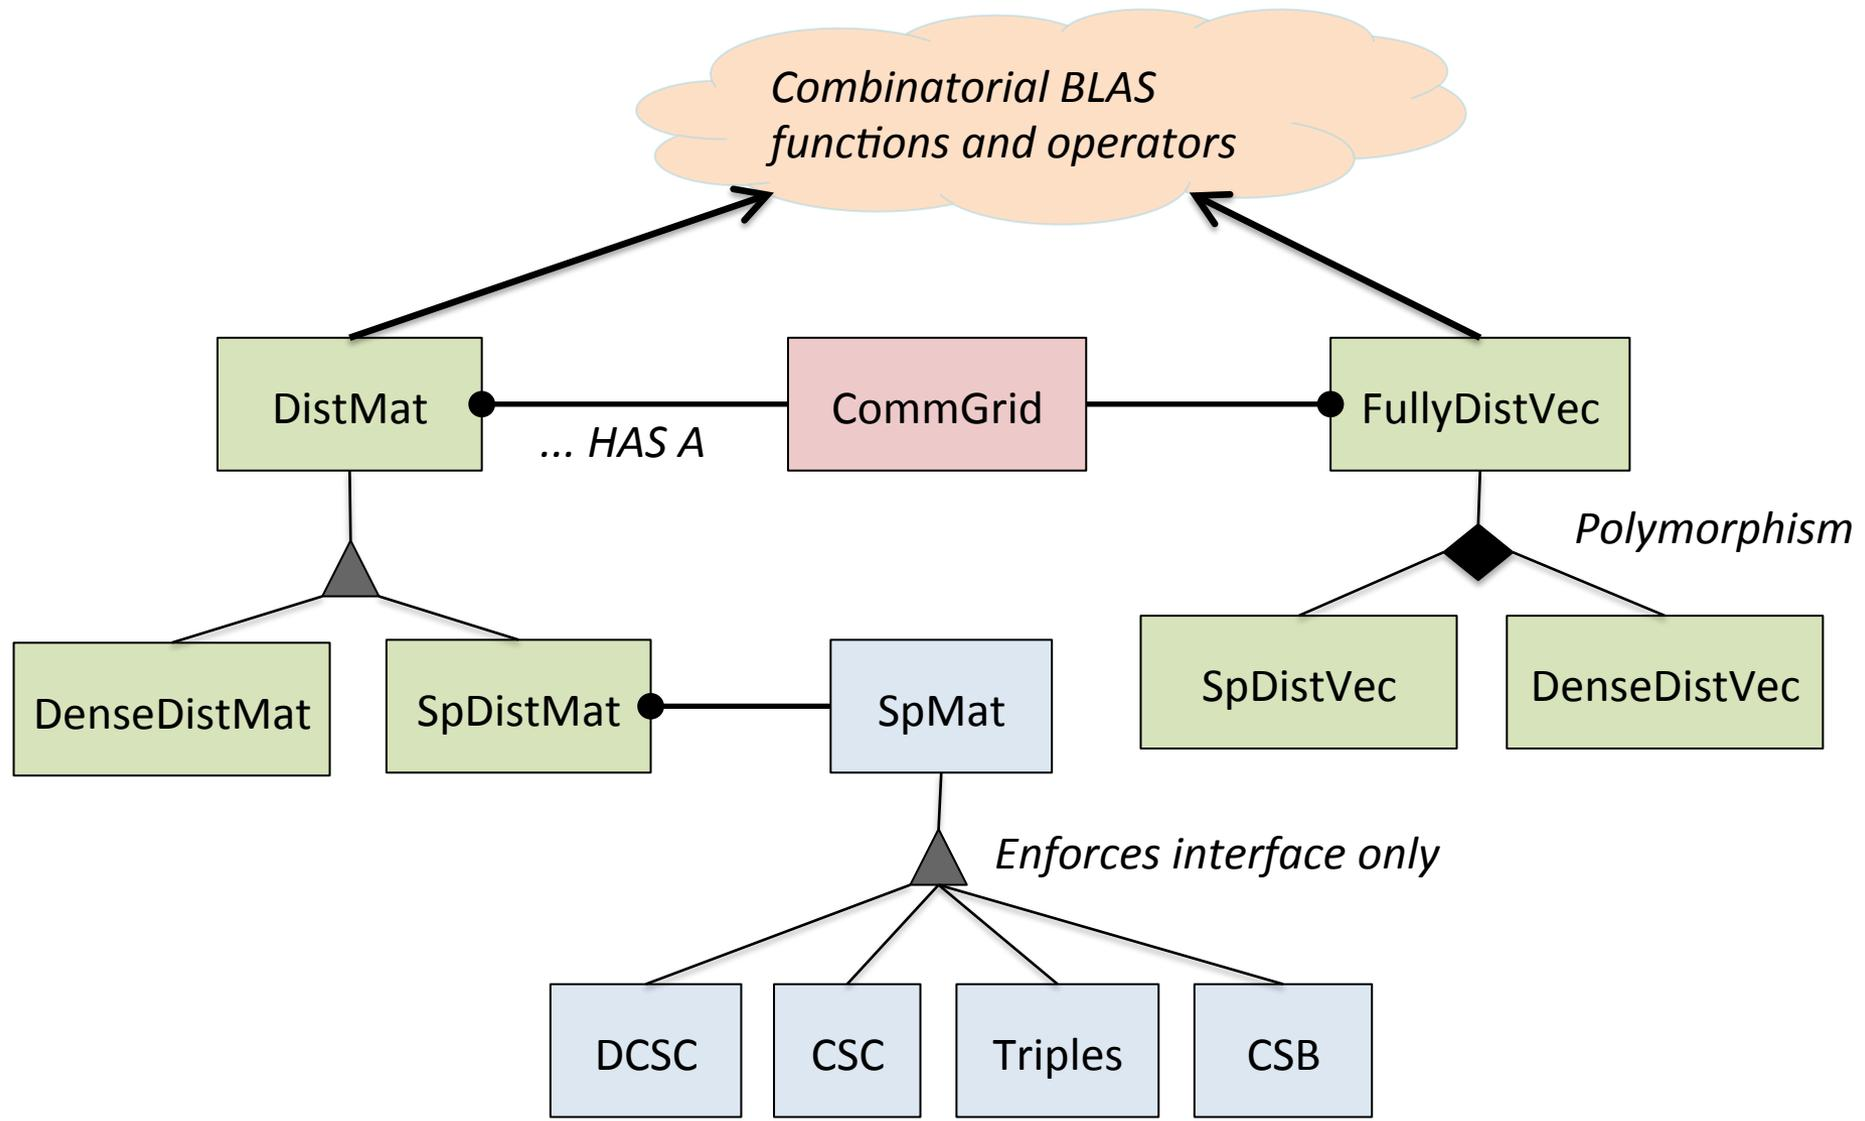 Combinatorial BLAS
functions and operators
DistMat
CommGrid
FullyDistVec
... HAS A
Polymorphism
DenseDistMat
SpDistMat
SpMat
SpDistVec
DenseDistVec
Enforces interface only
DCSC
CSC
Triples
CSB